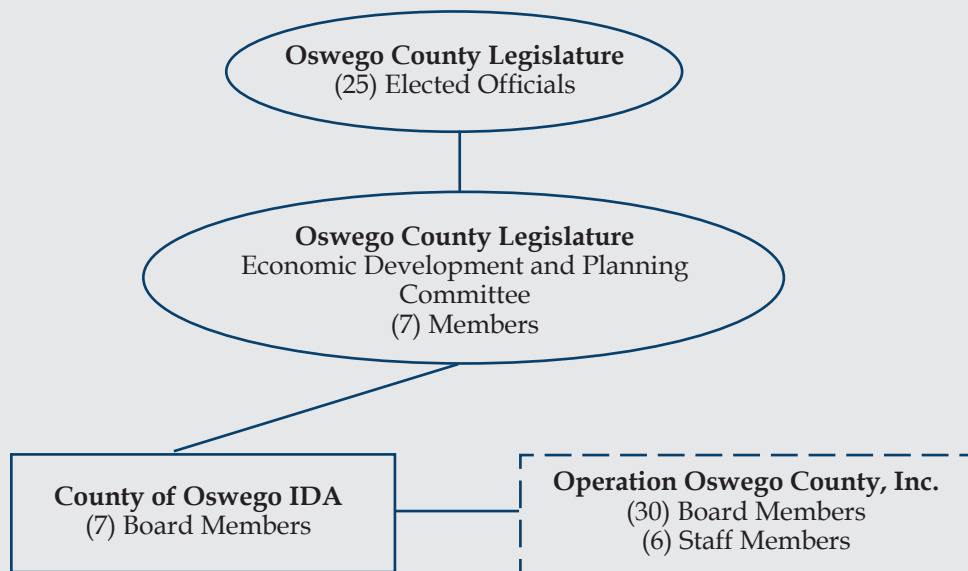 Oswego County Legislature
(25) Elected Officials
Oswego County Legislature
Economic Development and Planning
Committee
(7) Members
County of Oswego IDA
(7) Board Members
Operation Oswego County, Inc.
(30) Board Members
(6) Staff Members